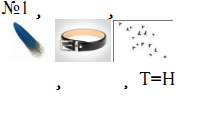 №1 , ,
, , Т=Н